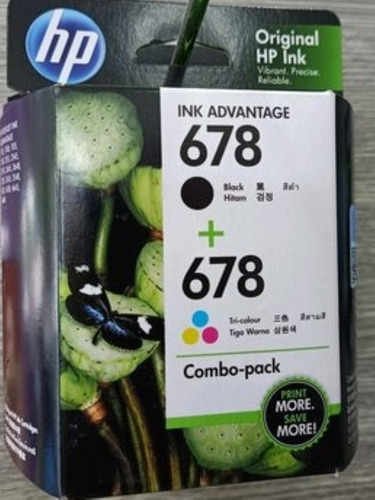 hp
Original
HP Ink
Vibrant. Precise.
Reliable.
INK ADVANTAGE
678
Black 黑 สีดำ
Hitam 검정
+
678
Tri-colour 三色 สีสามสี
Tiga Warna 삼원색
Combo-pack
PRINT
MORE.
SAVE
MORE!